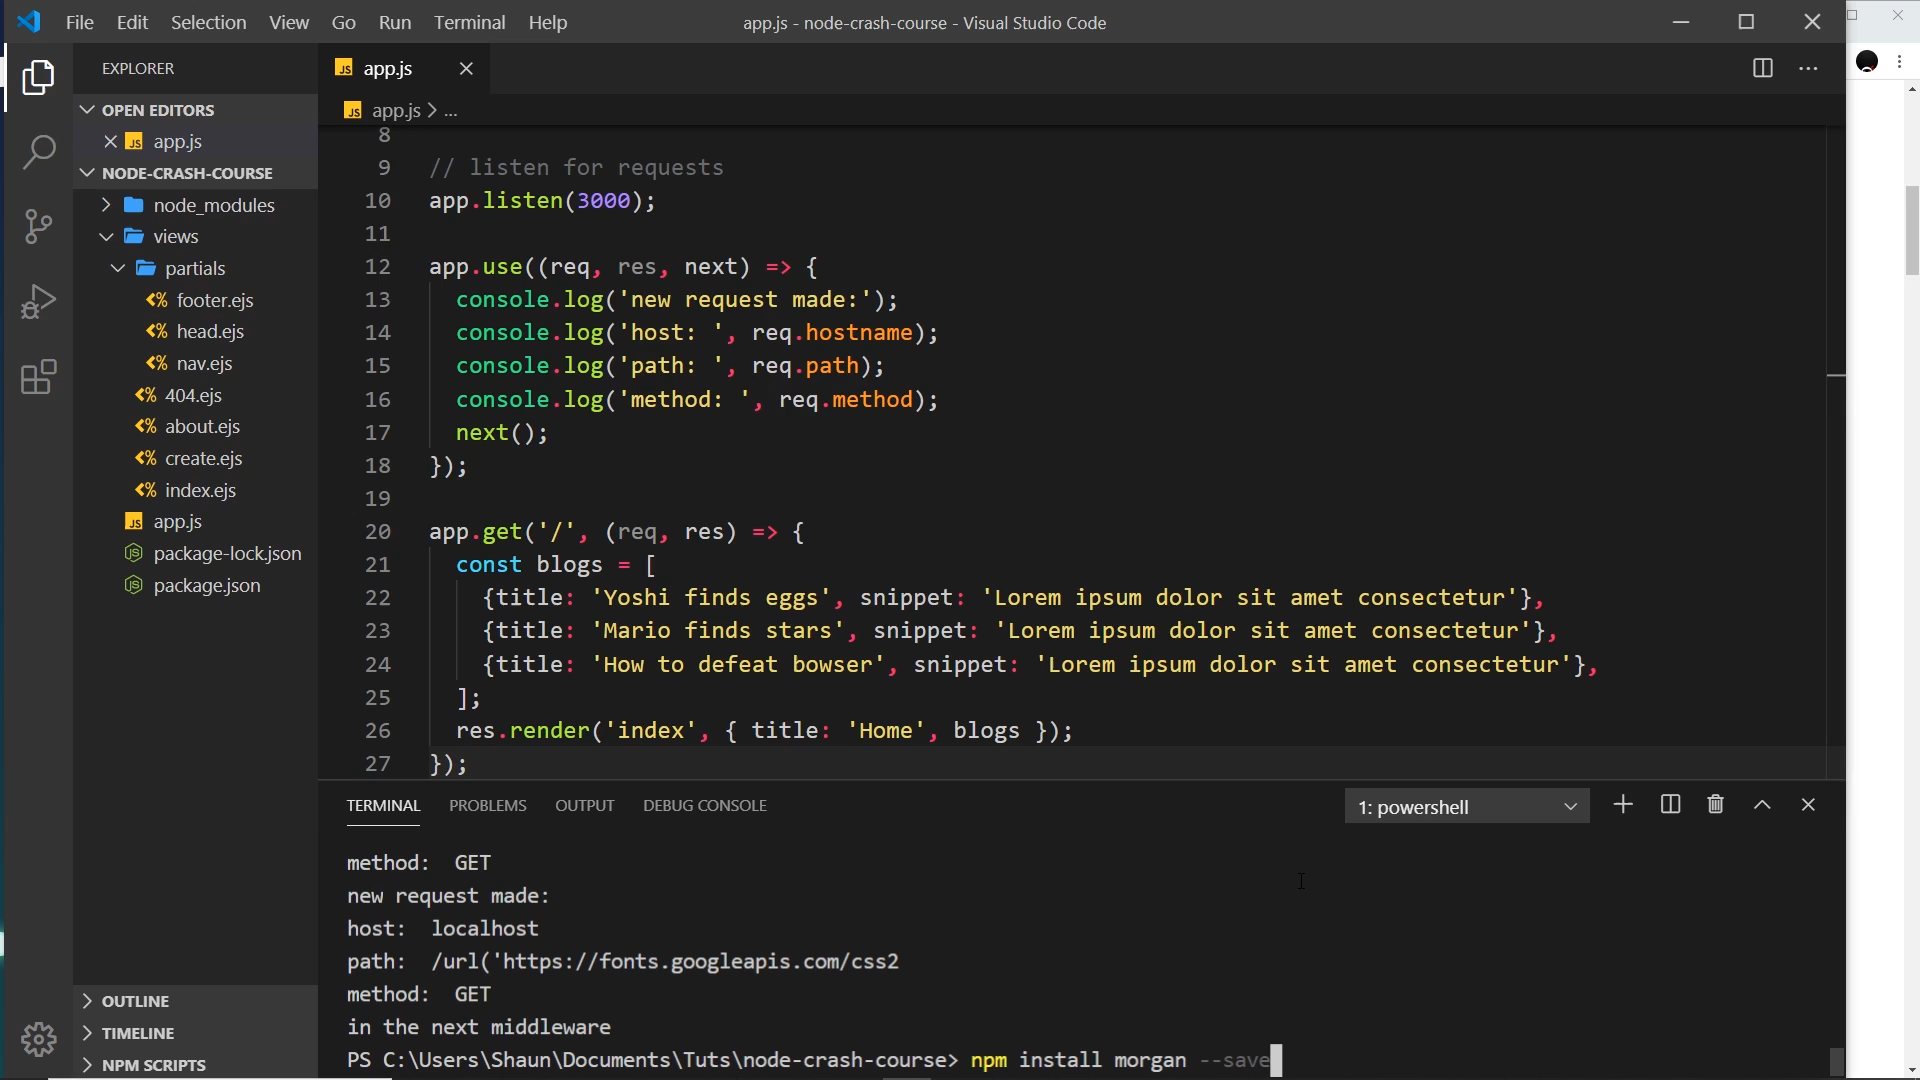 File Edit Selection View Go Run Terminal Help
app.js - node-crash-course - Visual Studio Code
EXPLORER
OPEN EDITORS
JS app.js
NODE-CRASH-COURSE
node_modules
views
partials
<% footer.ejs
<% head.ejs
<% nav.ejs
<% 404.ejs
<% about.ejs
<% create.ejs
<% index.ejs
JS app.js
JS package-lock.json
JS package.json
OUTLINE
TIMELINE
NPM SCRIPTS
JS app.js
JS app.js > ...
8
9 // listen for requests
10 app.listen(3000);
11
12 app.use((req, res, next) => {
13 console.log('new request made:');
14 console.log('host: ', req.hostname);
15 console.log('path: ', req.path);
16 console.log('method: ', req.method);
17 next();
18 });
19
20 app.get('/', (req, res) => {
21 const blogs = [
22 {title: 'Yoshi finds eggs', snippet: 'Lorem ipsum dolor sit amet consectetur'},
23 {title: 'Mario finds stars', snippet: 'Lorem ipsum dolor sit amet consectetur'},
24 {title: 'How to defeat bowser', snippet: 'Lorem ipsum dolor sit amet consectetur'},
25 ];
26 res.render('index', { title: 'Home', blogs });
27 });
TERMINAL PROBLEMS OUTPUT DEBUG CONSOLE
1: powershell
method: GET
new request made:
host: localhost
path: /url('https://fonts.googleapis.com/css2
method: GET
in the next middleware
PS C:\Users\Shaun\Documents\Tuts\node-crash-course> npm install morgan --save